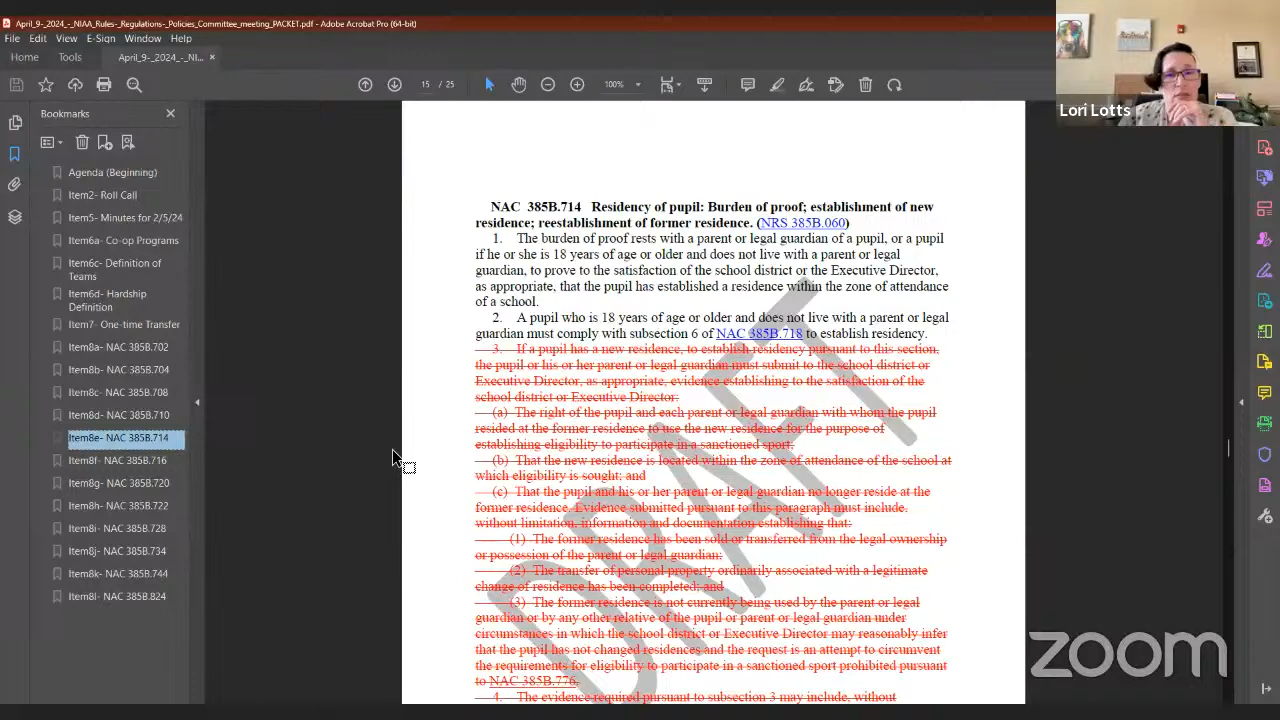 April_9-_2024_-_NIAA_Rules-_Regulations-_Policies_Committee_meeting_PACKET.pdf - Adobe Acrobat Pro (64-bit)
File Edit View E-Sign Window Help
Home Tools April_9-_2024_-_NI... ×
15 / 25 100%
Lori Lotts
Bookmarks
Agenda (Beginning)
Item2- Roll Call
Item5- Minutes for 2/5/24
Item6a- Co-op Programs
Item6c- Definition of
Teams
Item6d- Hardship
Definition
Item7- One-time Transfer
Item8a- NAC 385B.702
Item8b- NAC 385B.704
Item8c- NAC 385B.708
Item8d- NAC 385B.710
Item8e- NAC 385B.714
Item8f- NAC 385B.716
Item8g- NAC 385B.720
Item8h- NAC 385B.722
Item8i- NAC 385B.728
Item8j- NAC 385B.734
Item8k- NAC 385B.744
Item8l- NAC 385B.824
NAC 385B.714 Residency of pupil: Burden of proof; establishment of new
residence; reestablishment of former residence. (NRS 385B.060)
1. The burden of proof rests with a parent or legal guardian of a pupil, or a pupil
if he or she is 18 years of age or older and does not live with a parent or legal
guardian, to prove to the satisfaction of the school district or the Executive Director,
as appropriate, that the pupil has established a residence within the zone of attendance
of a school.
2. A pupil who is 18 years of age or older and does not live with a parent or legal
guardian must comply with subsection 6 of NAC 385B.718 to establish residency.
3. If a pupil has a new residence, to establish residency pursuant to this section,
the pupil or his or her parent or legal guardian must submit to the school district or
Executive Director, as appropriate, evidence establishing to the satisfaction of the
school district or Executive Director:
(a) The right of the pupil and each parent or legal guardian with whom the pupil
resided at the former residence to use the new residence for the purpose of
establishing eligibility to participate in a sanctioned sport;
(b) That the new residence is located within the zone of attendance of the school at
which eligibility is sought; and
(c) That the pupil and his or her parent or legal guardian no longer reside at the
former residence. Evidence submitted pursuant to this paragraph must include,
without limitation, information and documentation establishing that:
(1) The former residence has been sold or transferred from the legal ownership
or possession of the parent or legal guardian;
(2) The transfer of personal property ordinarily associated with a legitimate
change of residence has been completed; and
(3) The former residence is not currently being used by the parent or legal
guardian or by any other relative of the pupil or parent or legal guardian under
circumstances in which the school district or Executive Director may reasonably infer
that the pupil has not changed residences and the request is an attempt to circumvent
the requirements for eligibility to participate in a sanctioned sport prohibited pursuant
to NAC 385B.776.
4. The evidence required pursuant to subsection 3 may include, without
DRAFT
zoom